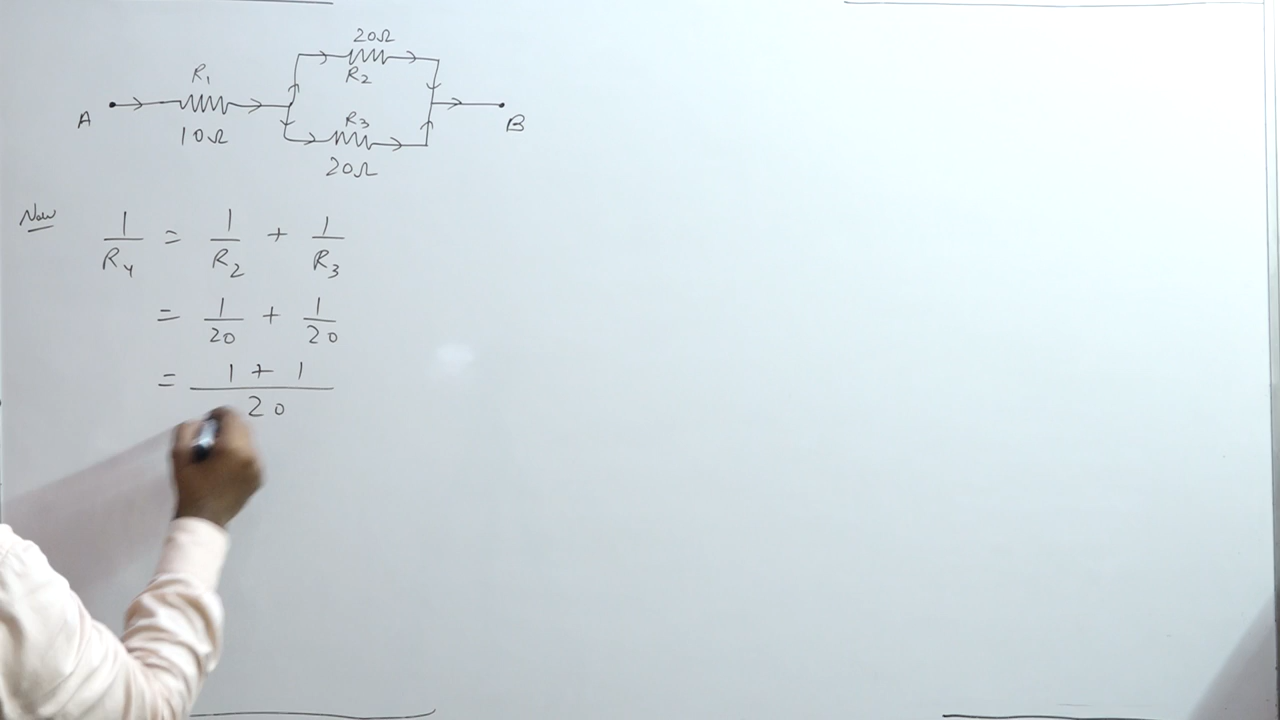 20Ω
R₁ R₂
A R₃ B
10Ω
20Ω
Now 1/R₄ = 1/R₂ + 1/R₃
= 1/20 + 1/20
= 1 + 1/20